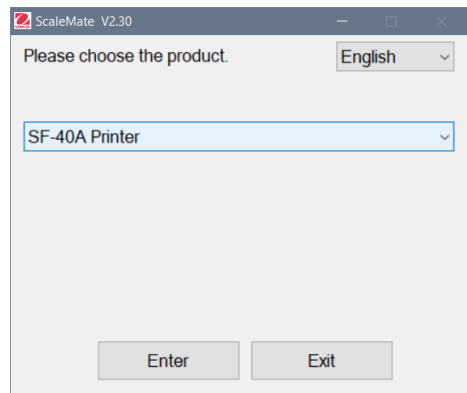 ScaleMate V2.30
Please choose the product.
English
SF-40A Printer
Enter
Exit